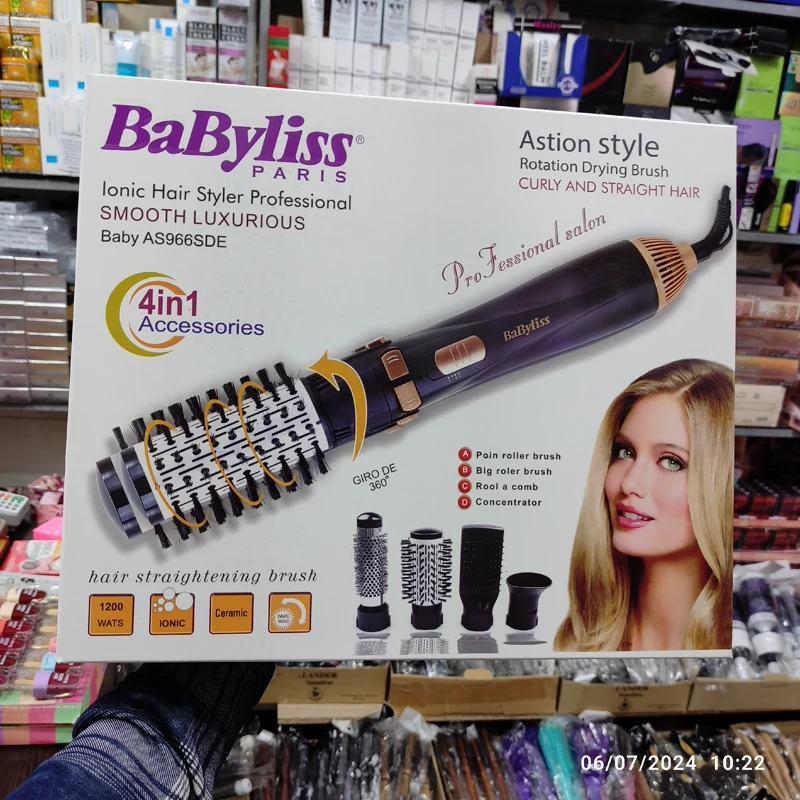 BaByliss®
PARIS
Ionic Hair Styler Professional
SMOOTH LUXURIOUS
Baby AS966SDE
4in1
Accessories
Astion style
Rotation Drying Brush
CURLY AND STRAIGHT HAIR
ProFessional salon
BaByliss
GIRO DE
360°
A Poin roller brush
B Big roler brush
C Rool a comb
D Concentrator
hair straightening brush
1200
WATS
IONIC
Ceramic
LANDER
06/07/2024 10:22